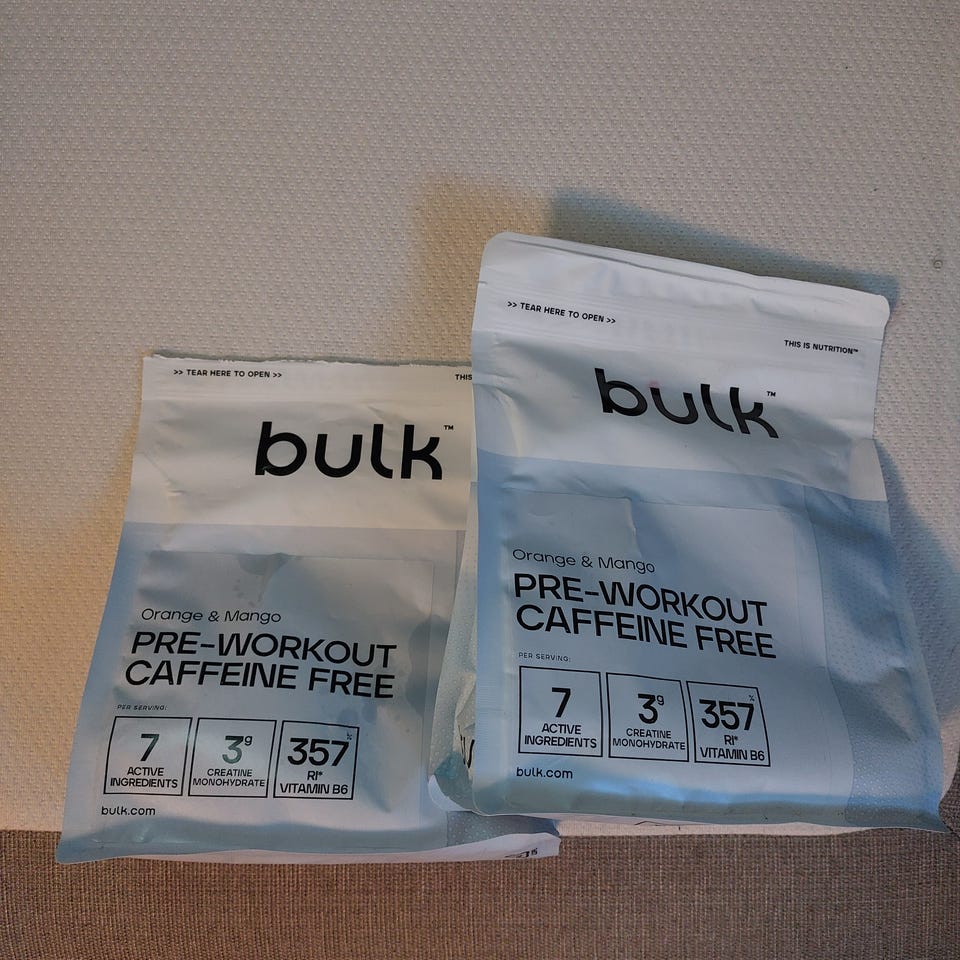 >> TEAR HERE TO OPEN >>
THIS
bulk™
Orange & Mango
PRE-WORKOUT
CAFFEINE FREE
PER SERVING:
7
ACTIVE
INGREDIENTS
3g
CREATINE
MONOHYDRATE
357%
RI*
VITAMIN B6
bulk.com
>> TEAR HERE TO OPEN >>
THIS IS NUTRITION™
bulk™
Orange & Mango
PRE-WORKOUT
CAFFEINE FREE
PER SERVING:
7
ACTIVE
INGREDIENTS
3g
CREATINE
MONOHYDRATE
357%
RI*
VITAMIN B6
bulk.com